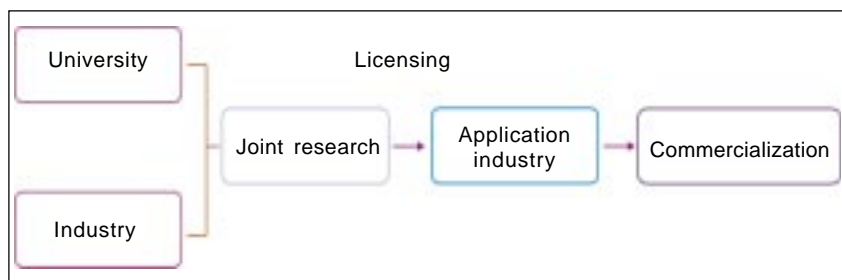 University
Licensing
Joint research
Application
industry
Commercialization
Industry